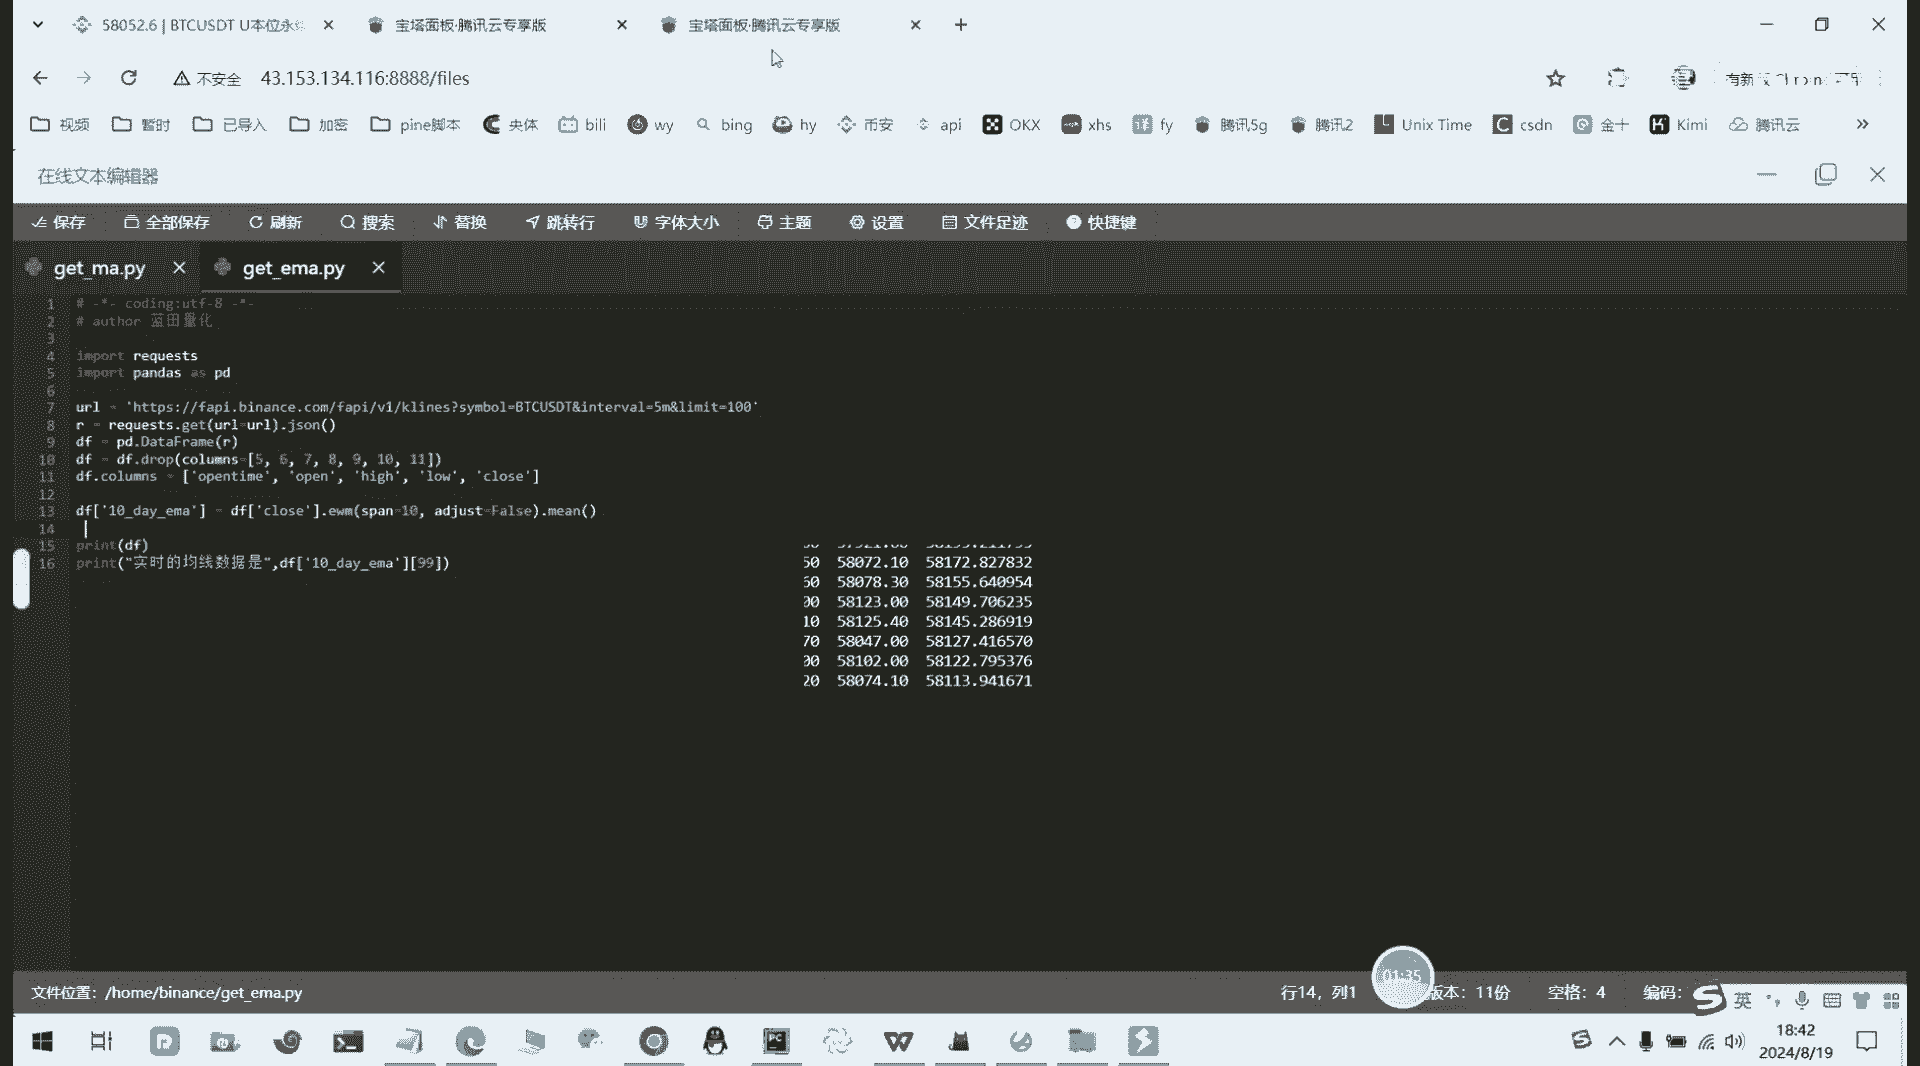 58052.6 | BTCUSDT U本位永
宝塔面板·腾讯云专享版
宝塔面板·腾讯云专享版
不安全 43.153.134.116:8888/files
视频 暂时 已导入 加密 pine脚本 央体 bili wy bing hy 币安 api OKX xhs fy 腾讯5g 腾讯2 Unix Time csdn 金十 Kimi 腾讯云
在线文本编辑器
保存 全部保存 刷新 搜索 替换 跳转行 字体大小 主题 设置 文件足迹 快捷键
get_ma.py get_ema.py
1 # -*- coding:utf-8 -*-
2 # author 蓝田量化
3
4 import requests
5 import pandas as pd
6
7 url = 'https://fapi.binance.com/fapi/v1/klines?symbol=BTCUSDT&interval=5m&limit=100'
8 r = requests.get(url=url).json()
9 df = pd.DataFrame(r)
10 df = df.drop(columns=[5, 6, 7, 8, 9, 10, 11])
11 df.columns = ['opentime', 'open', 'high', 'low', 'close']
12
13 df['10_day_ema'] = df['close'].ewm(span=10, adjust=False).mean()
14
15 print(df)
16 print("实时的均线数据是",df['10_day_ema'][99])
50 58072.10 58172.827832
60 58078.30 58155.640954
00 58123.00 58149.706235
10 58125.40 58145.286919
70 58047.00 58127.416570
00 58102.00 58122.795376
20 58074.10 58113.941671
文件位置：/home/binance/get_ema.py
行14，列1
01:35
版本：11份
空格：4
编码：
英
18:42
2024/8/19